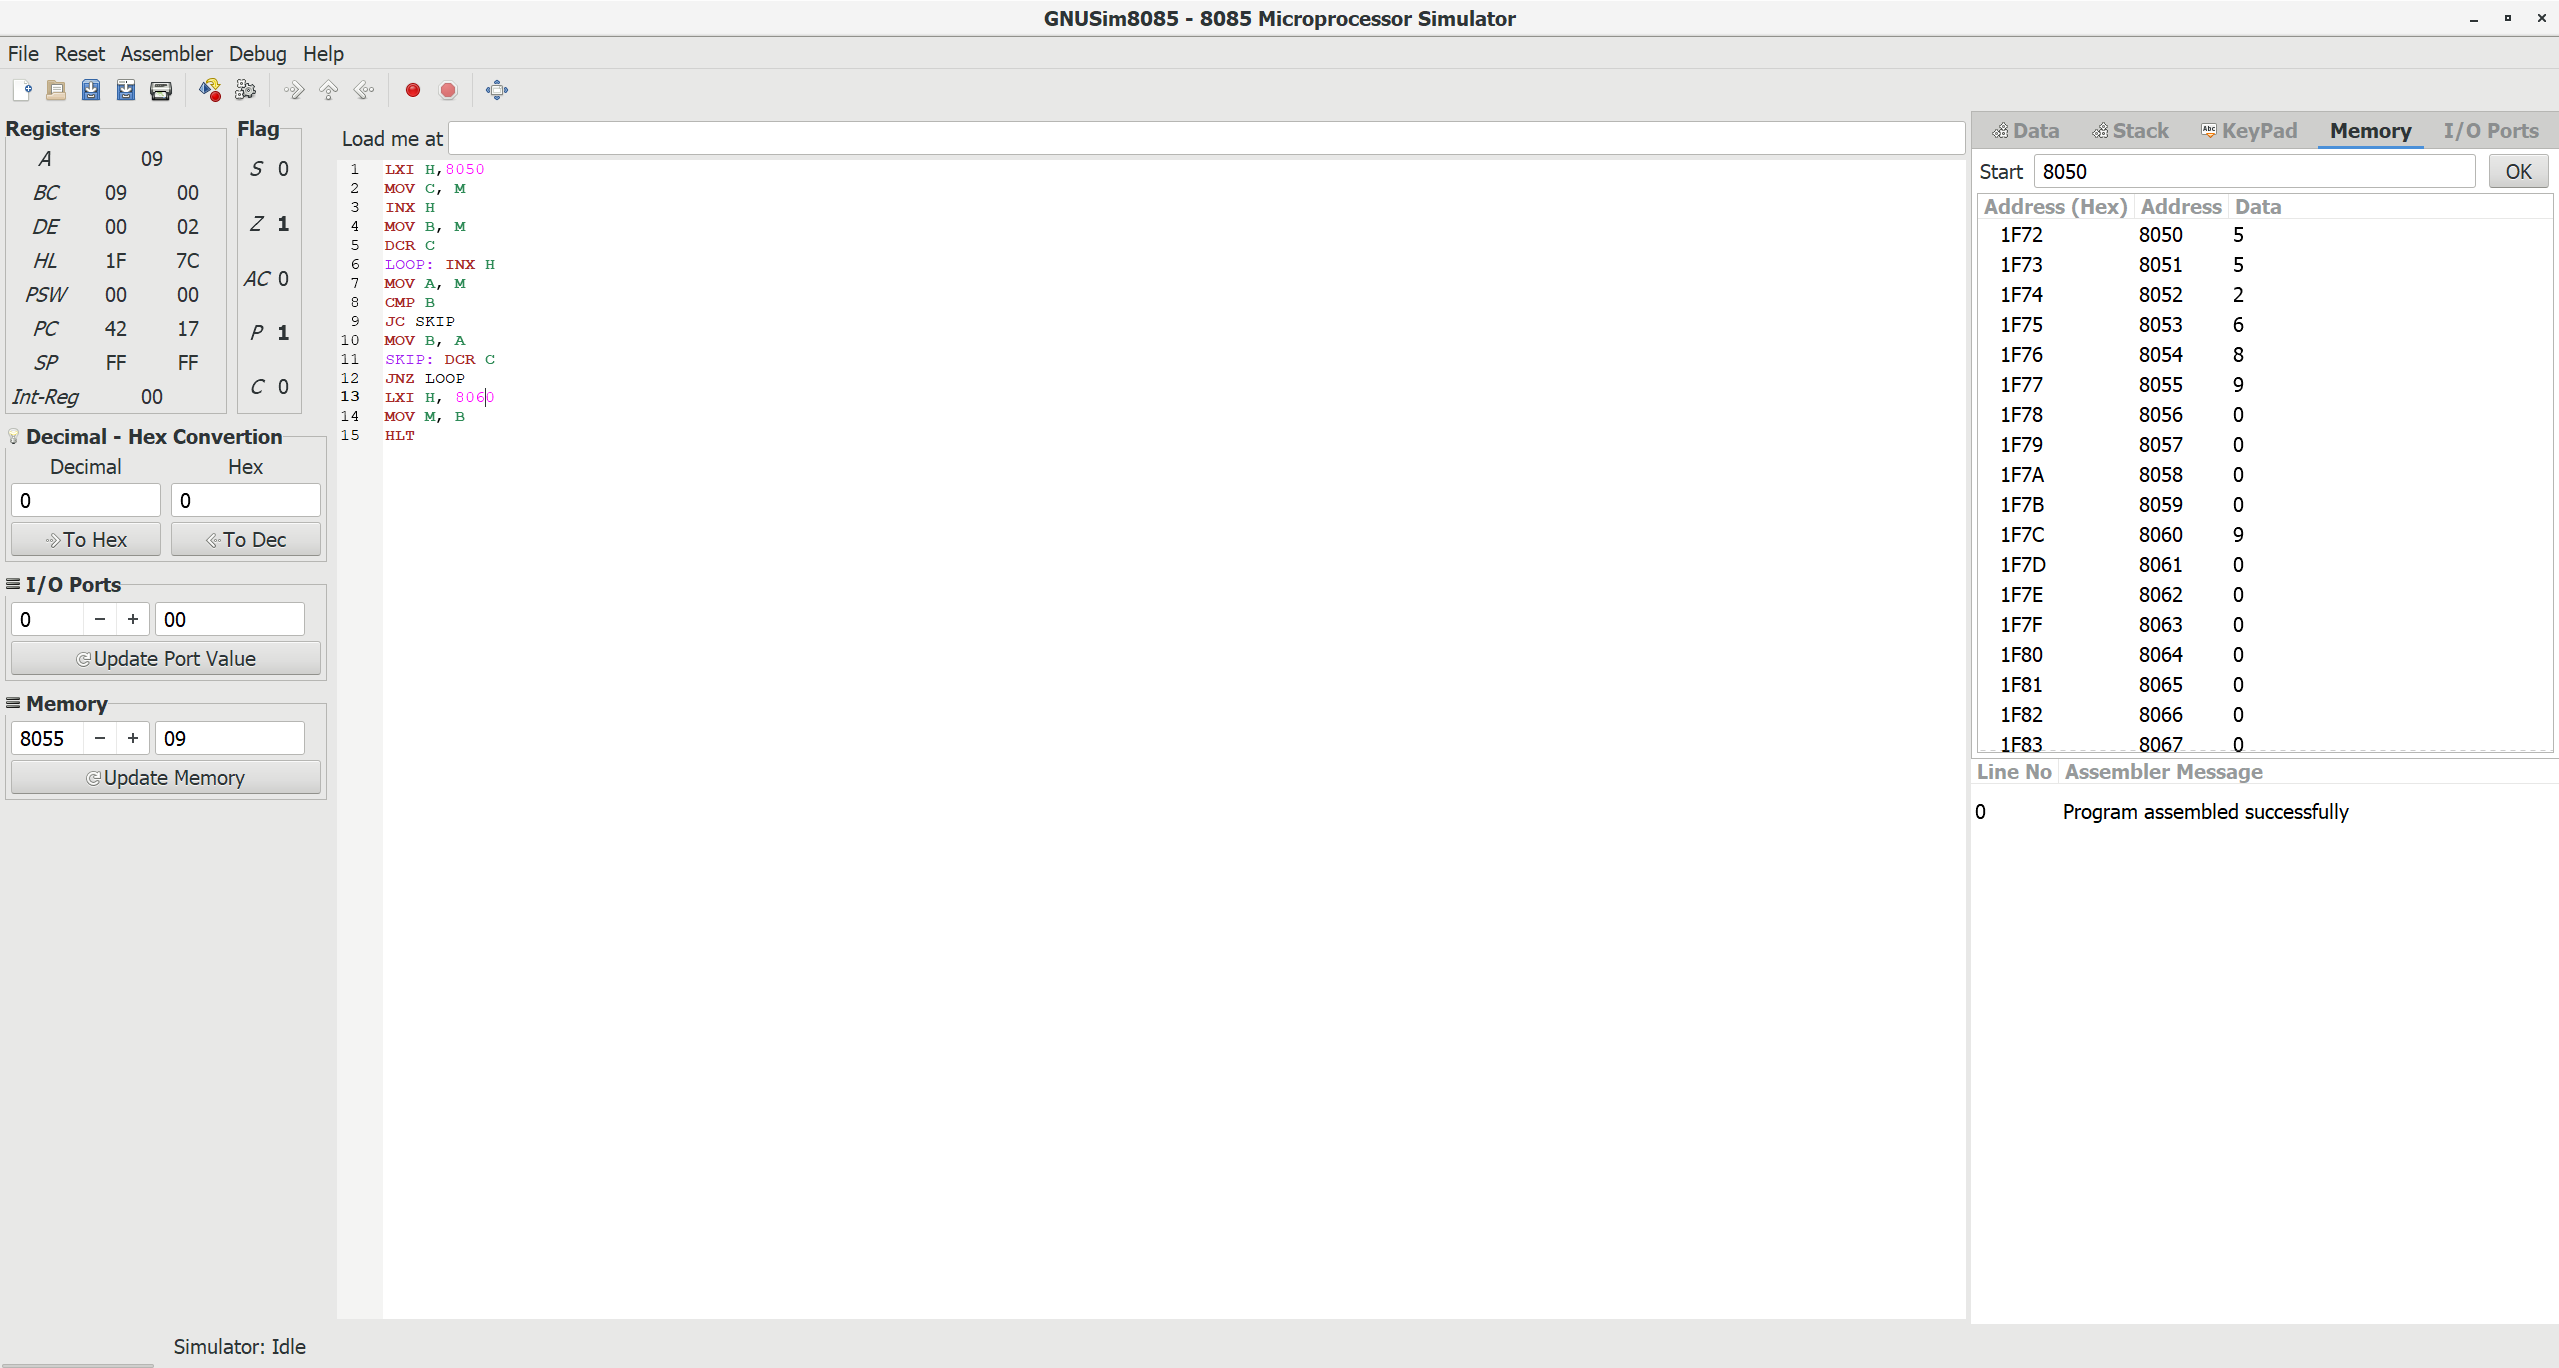 GNUSim8085 - 8085 Microprocessor Simulator
File Reset Assembler Debug Help
Registers
A 09
BC 09 00
DE 00 02
HL 1F 7C
PSW 00 00
PC 42 17
SP FF FF
Int-Reg 00
Flag
S 0
Z 1
AC 0
P 1
C 0
Decimal - Hex Convertion
Decimal Hex
0 0
To Hex To Dec
I/O Ports
0 − + 00
Update Port Value
Memory
8055 − + 09
Update Memory
Load me at
1 LXI H,8050
2 MOV C, M
3 INX H
4 MOV B, M
5 DCR C
6 LOOP: INX H
7 MOV A, M
8 CMP B
9 JC SKIP
10 MOV B, A
11 SKIP: DCR C
12 JNZ LOOP
13 LXI H, 8060
14 MOV M, B
15 HLT
Data Stack Abc KeyPad Memory I/O Ports
Start 8050 OK
Address (Hex) Address Data
1F72 8050 5
1F73 8051 5
1F74 8052 2
1F75 8053 6
1F76 8054 8
1F77 8055 9
1F78 8056 0
1F79 8057 0
1F7A 8058 0
1F7B 8059 0
1F7C 8060 9
1F7D 8061 0
1F7E 8062 0
1F7F 8063 0
1F80 8064 0
1F81 8065 0
1F82 8066 0
1F83 8067 0
Line No Assembler Message
0 Program assembled successfully
Simulator: Idle